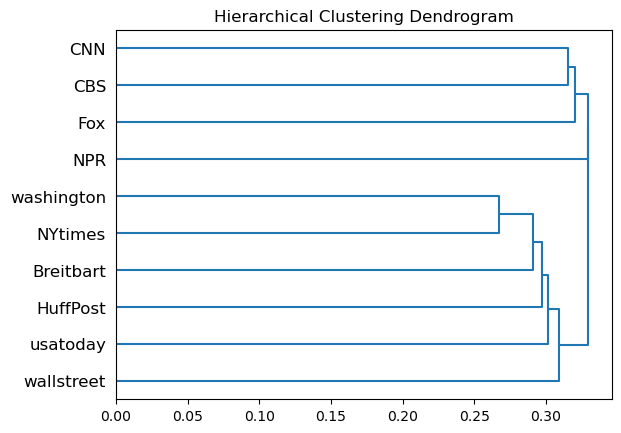 Hierarchical Clustering Dendrogram
CNN
CBS
Fox
NPR
washington
NYtimes
Breitbart
HuffPost
usatoday
wallstreet
0.00 0.05 0.10 0.15 0.20 0.25 0.30